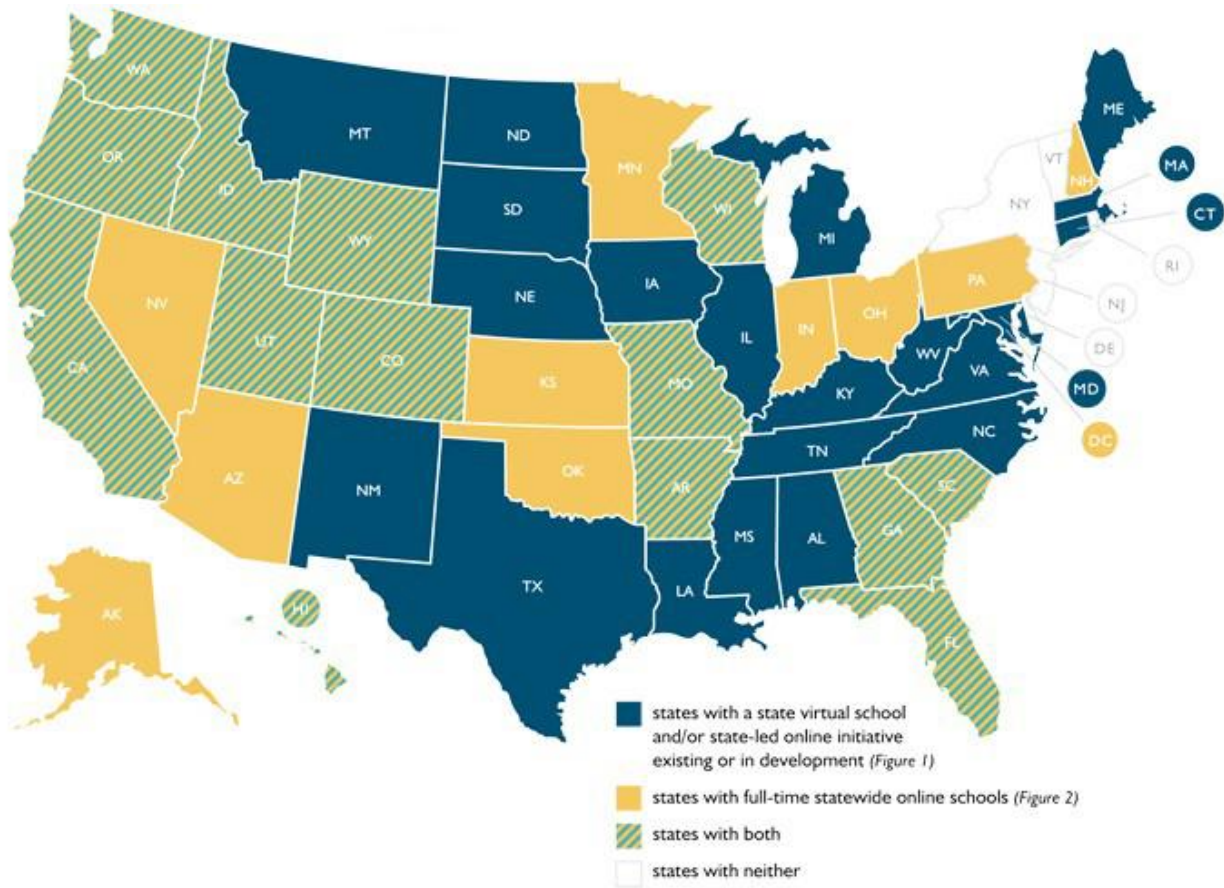 WA
MT
ND
ME
OR
ID
MN
VT
NH
MA
SD
WI
NY
CT
WY
MI
RI
NE
IA
PA
NJ
NV
UT
CO
IL
IN
OH
DE
CA
KS
MO
WV
VA
MD
KY
NC
DC
AZ
NM
OK
AR
TN
SC
MS
AL
GA
TX
LA
AK
HI
FL
states with a state virtual school
and/or state-led online initiative
existing or in development (Figure 1)
states with full-time statewide online schools (Figure 2)
states with both
states with neither